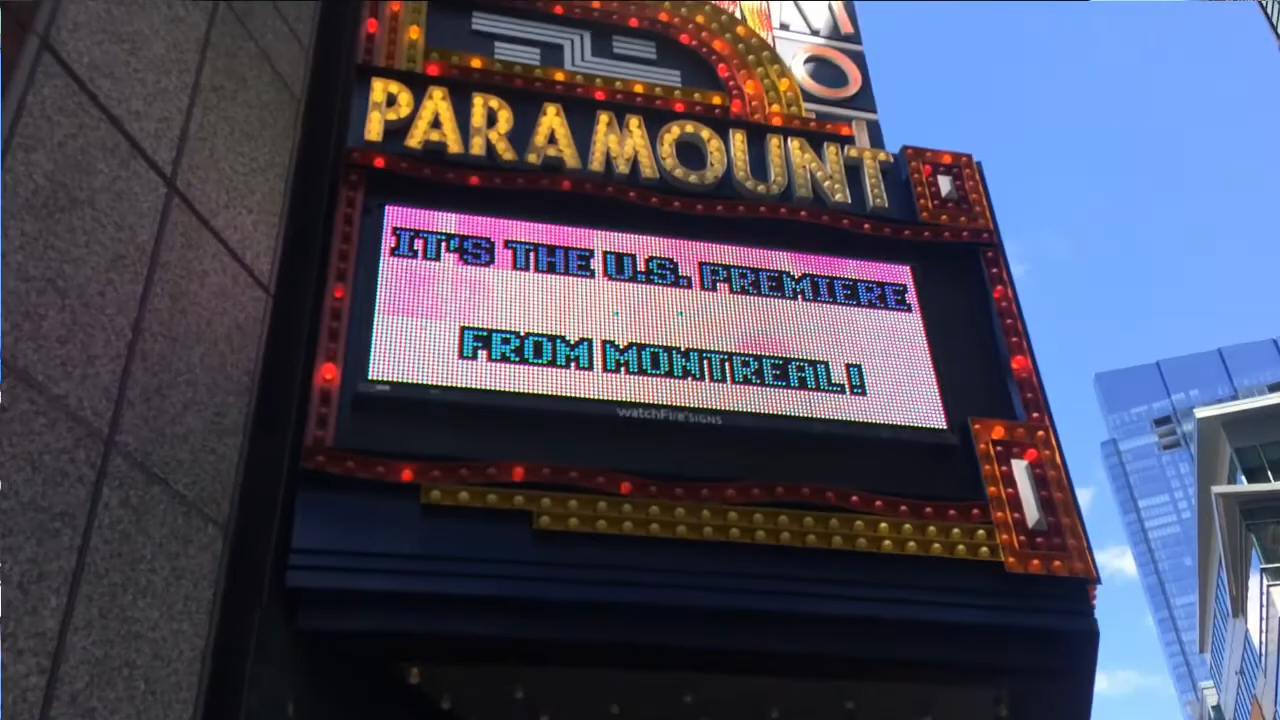 PARAMOUNT
IT'S THE U.S. PREMIERE
FROM MONTREAL!
watchFire SIGNS